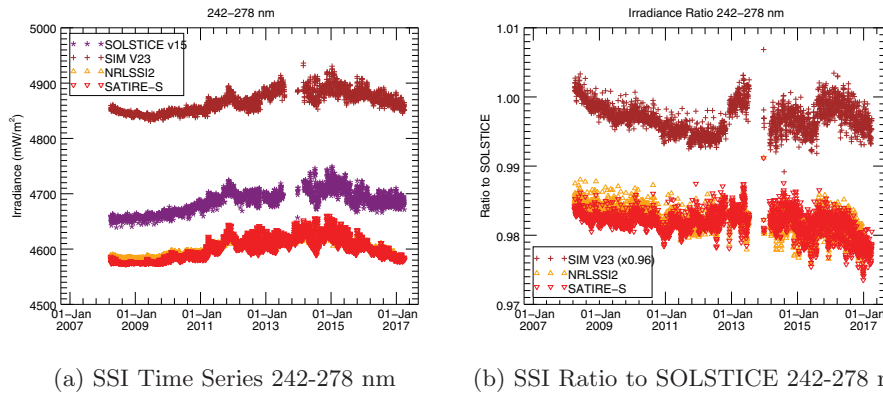 242−278 nm
5000
4900
4800
4700
4600
4500
Irradiance (mW/m²)
SOLSTICE v15
SIM V23
NRLSSI2
SATIRE−S
01−Jan 01−Jan 01−Jan 01−Jan 01−Jan 01−Jan
2007 2009 2011 2013 2015 2017
(a) SSI Time Series 242-278 nm
Irradiance Ratio 242−278 nm
1.01
1.00
0.99
0.98
0.97
Ratio to SOLSTICE
SIM V23 (x0.96)
NRLSSI2
SATIRE−S
01−Jan 01−Jan 01−Jan 01−Jan 01−Jan 01−Jan
2007 2009 2011 2013 2015 2017
(b) SSI Ratio to SOLSTICE 242-278 n